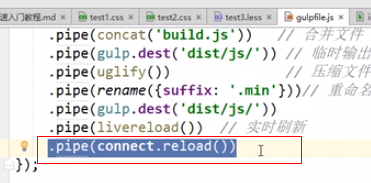 速入门教程.md
test1.css
test2.css
test3.less
gulpfile.js
.pipe(concat('build.js')) // 合并文件
.pipe(gulp.dest('dist/js/')) // 临时输出
.pipe(uglify()) // 压缩文件
.pipe(rename({suffix: '.min'}))// 重命名
.pipe(gulp.dest('dist/js/'))
.pipe(livereload()) // 实时刷新
.pipe(connect.reload())
});